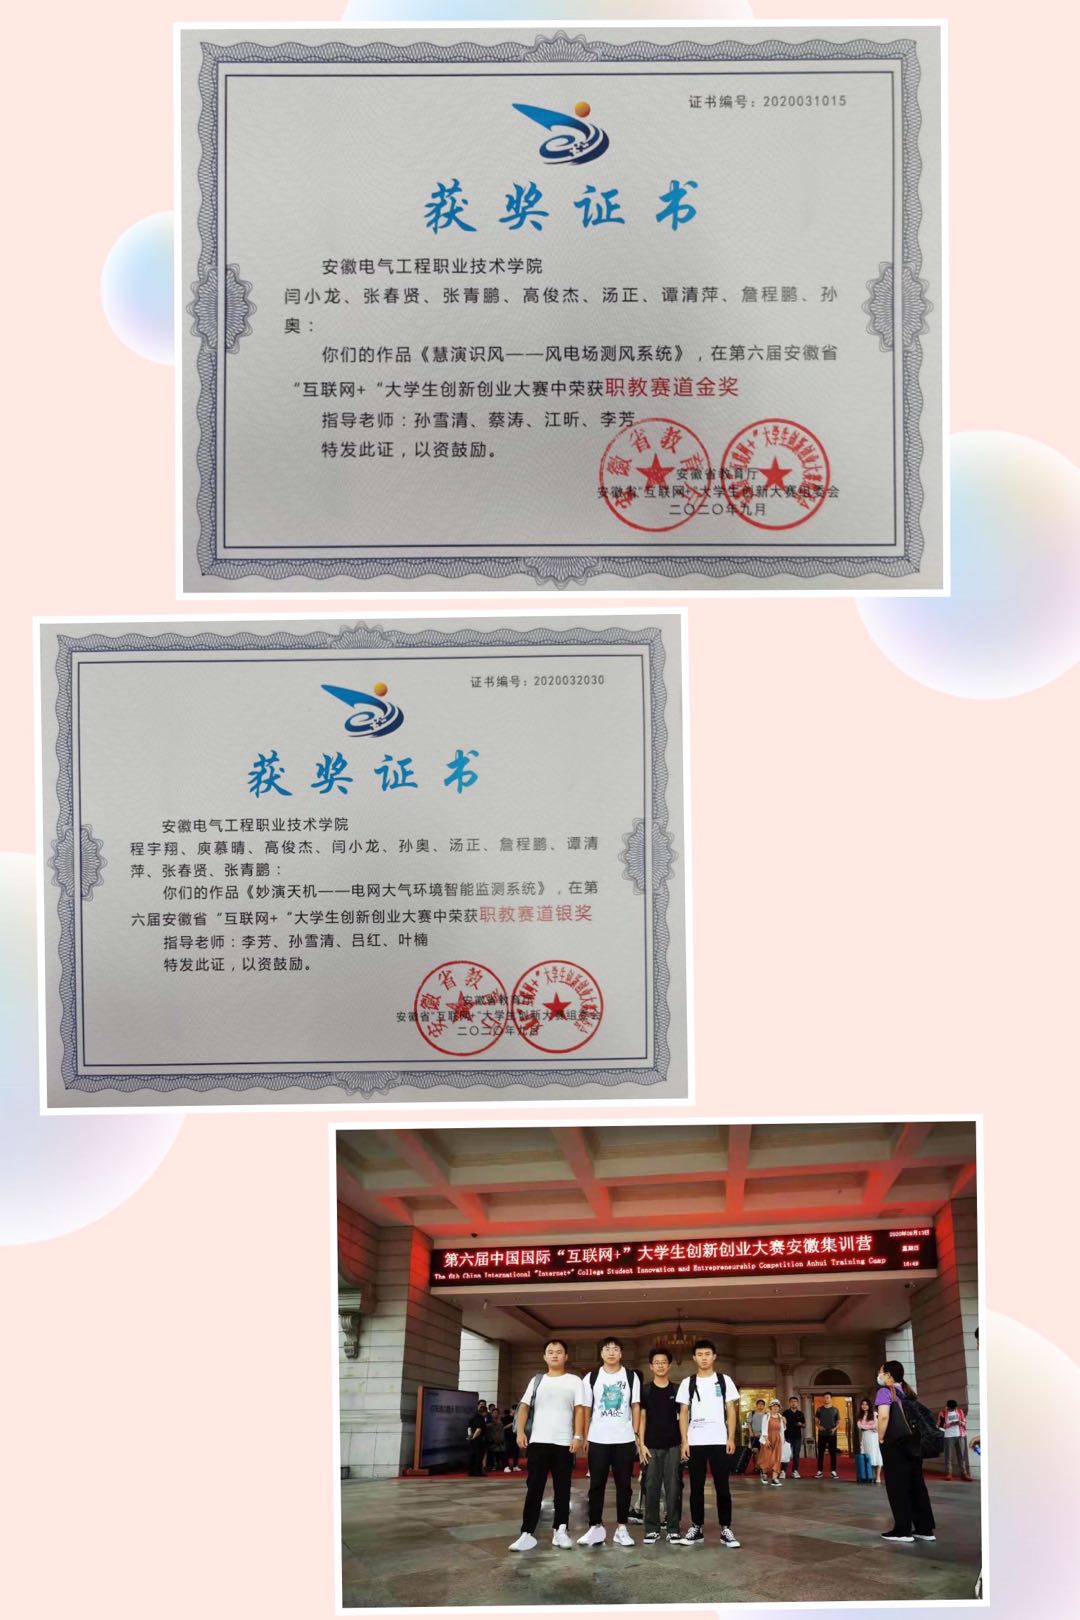 证书编号：2020031015
获奖证书
安徽电气工程职业技术学院
闫小龙、张春贤、张青鹏、高俊杰、汤正、谭清萍、詹程鹏、孙
奥：
你们的作品《慧演识风——风电场测风系统》，在第六届安徽省
“互联网+“大学生创新创业大赛中荣获职教赛道金奖
指导老师：孙雪清、蔡涛、江昕、李芳
特发此证，以资鼓励。
安徽省教育厅
安徽省“互联网+”大学生创新大赛组委会
二〇二〇年九月
证书编号：2020032030
获奖证书
安徽电气工程职业技术学院
程宇翔、庾慕晴、高俊杰、闫小龙、孙奥、汤正、詹程鹏、谭清
萍、张春贤、张青鹏：
你们的作品《妙演天机——电网大气环境智能监测系统》，在第
六届安徽省“互联网+“大学生创新创业大赛中荣获职教赛道银奖
指导老师：李芳、孙雪清、吕红、叶楠
特发此证，以资鼓励。
安徽省教育厅
安徽省“互联网+”大学生创新大赛组委会
二〇二〇年九月
第六届中国国际“互联网+”大学生创新创业大赛安徽集训营
The 6th China International "Internet+" College Student Innovation and Entrepreneurship Competition Anhui Training Camp
2020年09月13日
星期日
16:49